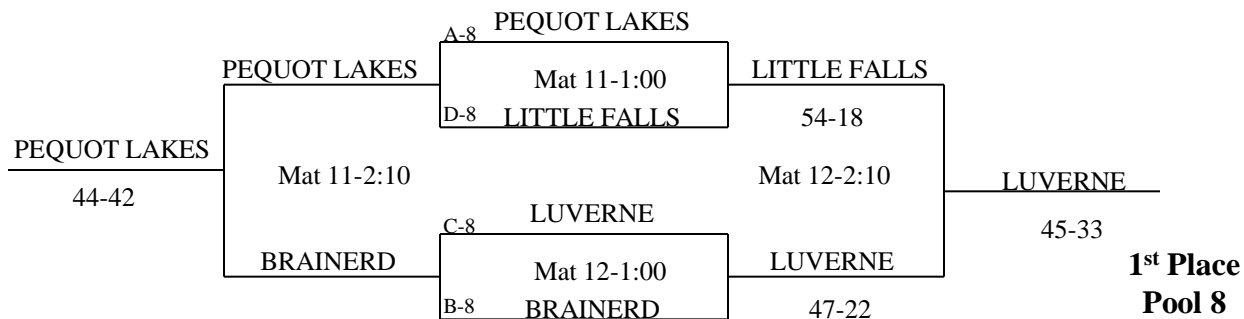 A-8 PEQUOT LAKES
PEQUOT LAKES Mat 11-1:00 LITTLE FALLS
D-8 LITTLE FALLS 54-18
PEQUOT LAKES Mat 11-2:10 Mat 12-2:10 LUVERNE
44-42 C-8 LUVERNE 45-33
BRAINERD Mat 12-1:00 LUVERNE 1st Place
B-8 BRAINERD 47-22 Pool 8